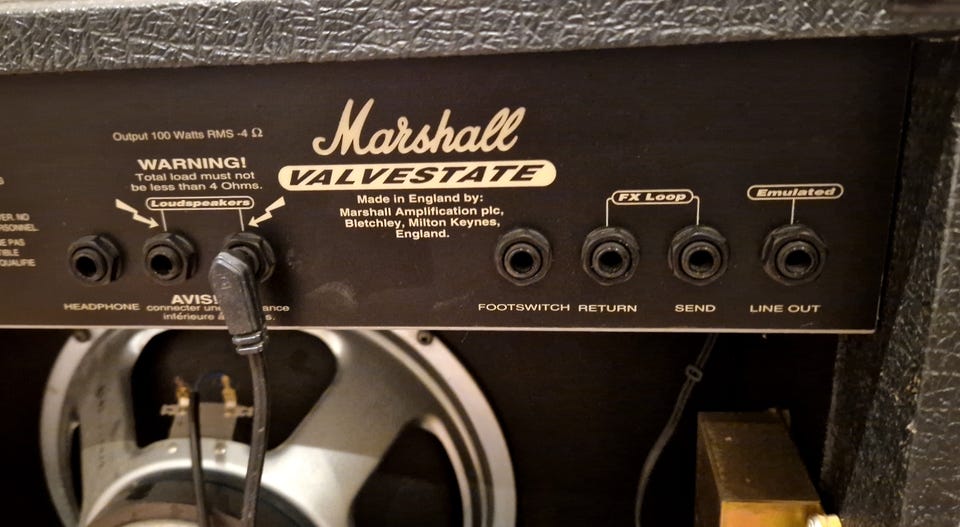 Output 100 Watts RMS -4 Ω
WARNING!
Total load must not
be less than 4 Ohms.
Loudspeakers
Marshall
VALVESTATE
Made in England by:
Marshall Amplification plc,
Bletchley, Milton Keynes,
England.
FX Loop
Emulated
HEADPHONE
AVIS!
connecter
inférieure
FOOTSWITCH
RETURN
SEND
LINE OUT